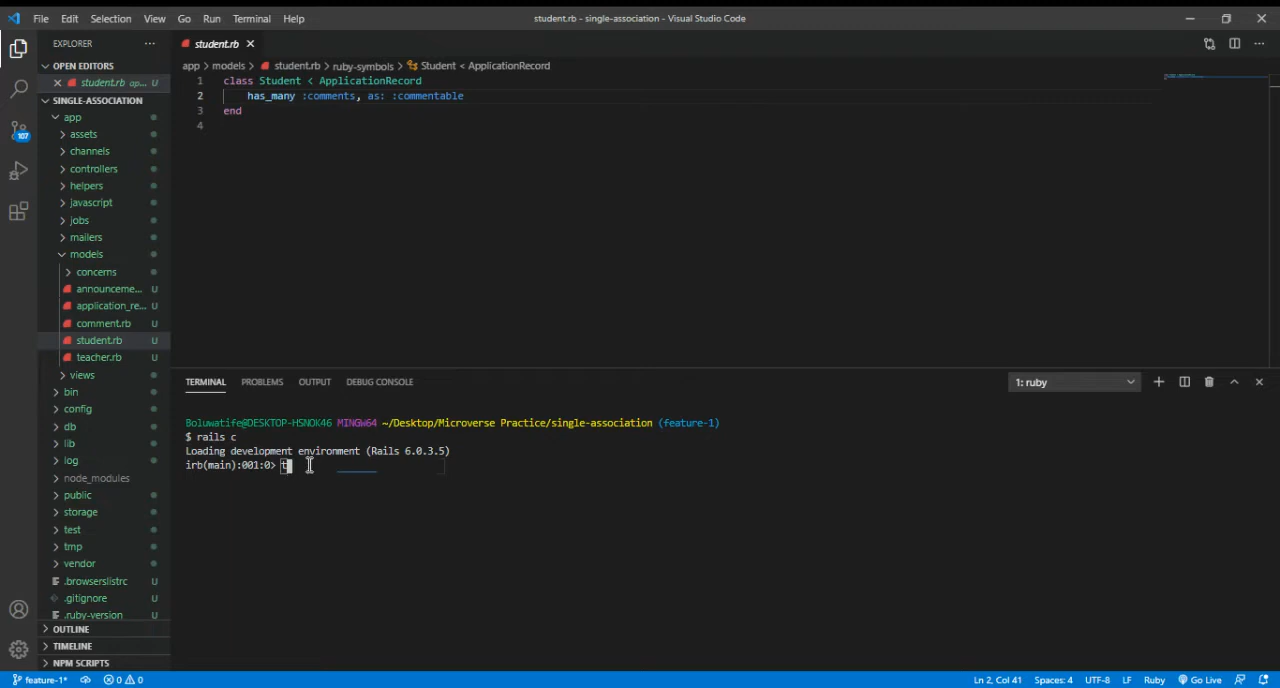 File Edit Selection View Go Run Terminal Help
student.rb - single-association - Visual Studio Code
EXPLORER
student.rb
OPEN EDITORS
student.rb ap... U
SINGLE-ASSOCIATION
app
assets
channels
controllers
helpers
javascript
jobs
mailers
models
concerns
announceme... U
application_re... U
comment.rb U
student.rb U
teacher.rb U
views
bin
config
db
lib
log
node_modules
public
storage
test
tmp
vendor
.browserslistrc U
.gitignore U
.ruby-version U
OUTLINE
TIMELINE
NPM SCRIPTS
107
app > models > student.rb > ruby-symbols > Student < ApplicationRecord
1 class Student < ApplicationRecord
2 has_many :comments, as: :commentable
3 end
4
TERMINAL PROBLEMS OUTPUT DEBUG CONSOLE
1: ruby
Boluwatife@DESKTOP-HSNOK46 MINGW64 ~/Desktop/Microverse Practice/single-association (feature-1)
$ rails c
Loading development environment (Rails 6.0.3.5)
irb(main):001:0> t
feature-1* 0 0
Ln 2, Col 41 Spaces: 4 UTF-8 LF Ruby Go Live